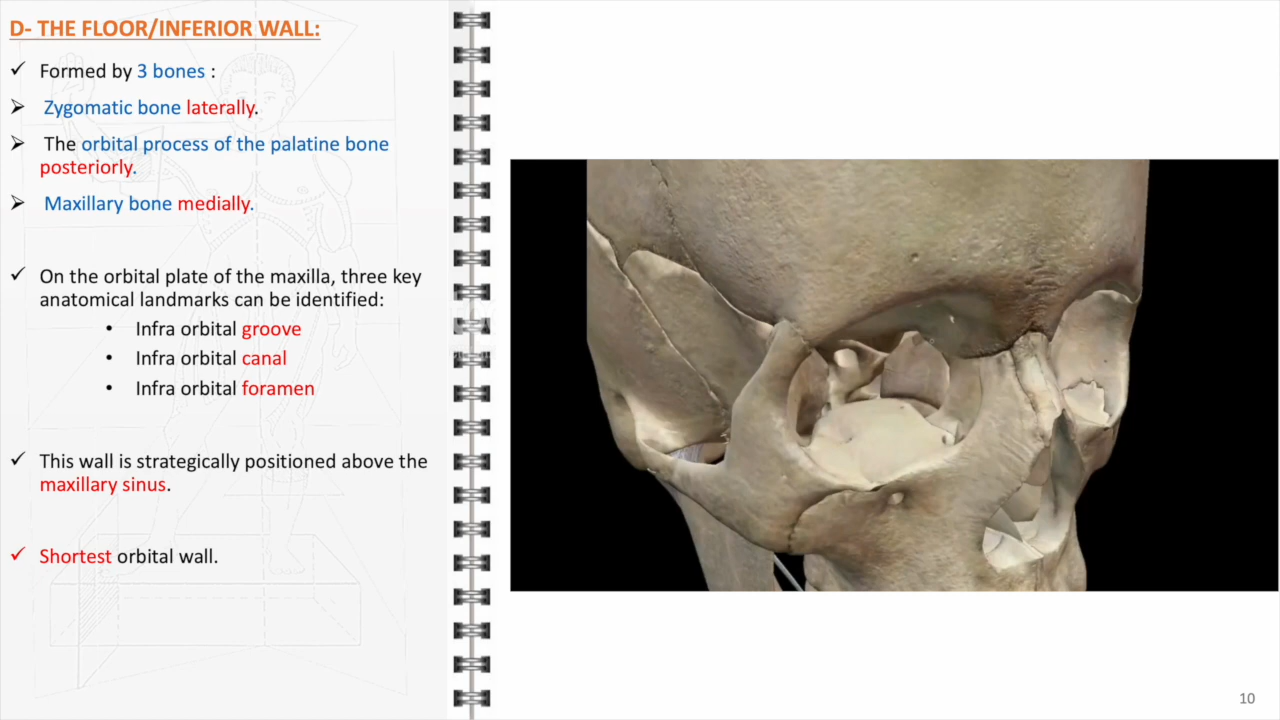 D- THE FLOOR/INFERIOR WALL:
✓ Formed by 3 bones :
➢ Zygomatic bone laterally.
➢ The orbital process of the palatine bone
posteriorly.
➢ Maxillary bone medially.
✓ On the orbital plate of the maxilla, three key
anatomical landmarks can be identified:
• Infra orbital groove
• Infra orbital canal
• Infra orbital foramen
✓ This wall is strategically positioned above the
maxillary sinus.
✓ Shortest orbital wall.
10